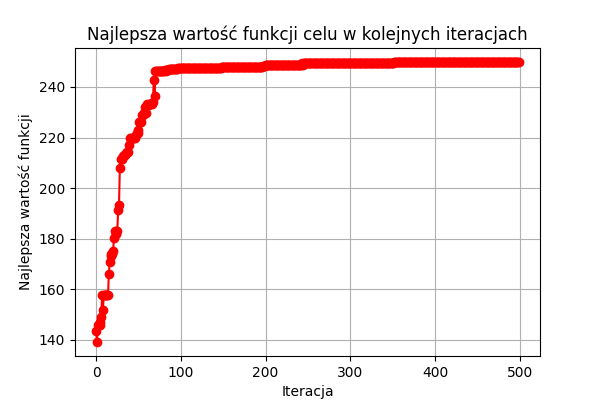 Najlepsza wartość funkcji celu w kolejnych iteracjach
Najlepsza wartość funkcji
240
220
200
180
160
140
0 100 200 300 400 500
Iteracja